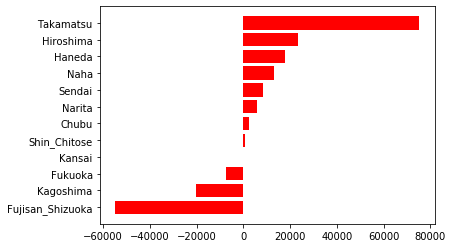 Takamatsu
Hiroshima
Haneda
Naha
Sendai
Narita
Chubu
Shin_Chitose
Kansai
Fukuoka
Kagoshima
Fujisan_Shizuoka
−60000 −40000 −20000 0 20000 40000 60000 80000